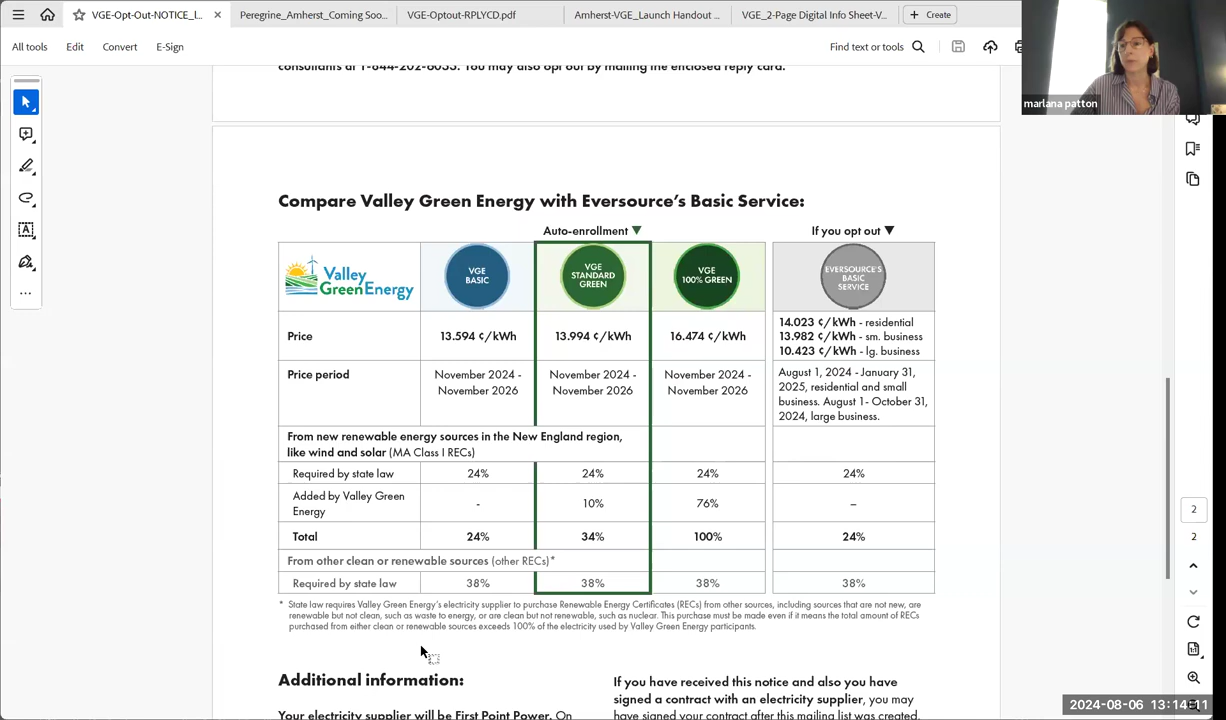 VGE-Opt-Out-NOTICE_l...
Peregrine_Amherst_Coming Soo...
VGE-Optout-RPLYCD.pdf
Amherst-VGE_Launch Handout ...
VGE_2-Page Digital Info Sheet-V...
Create
All tools
Edit
Convert
E-Sign
Find text or tools
marlana patton
consultants at 1-844-202-6033. You may also opt out by mailing the enclosed reply card.
Compare Valley Green Energy with Eversource's Basic Service:
Auto-enrollment ▼
If you opt out ▼
Valley
GreenEnergy
VGE
BASIC
VGE
STANDARD
GREEN
VGE
100% GREEN
EVERSOURCE'S
BASIC
SERVICE
Price
13.594 ¢/kWh
13.994 ¢/kWh
16.474 ¢/kWh
14.023 ¢/kWh - residential
13.982 ¢/kWh - sm. business
10.423 ¢/kWh - lg. business
Price period
November 2024 -
November 2026
November 2024 -
November 2026
November 2024 -
November 2026
August 1, 2024 - January 31,
2025, residential and small
business. August 1- October 31,
2024, large business.
From new renewable energy sources in the New England region,
like wind and solar (MA Class I RECs)
Required by state law
24%
24%
24%
24%
Added by Valley Green
Energy
-
10%
76%
–
Total
24%
34%
100%
24%
From other clean or renewable sources (other RECs)*
Required by state law
38%
38%
38%
38%
* State law requires Valley Green Energy's electricity supplier to purchase Renewable Energy Certificates (RECs) from other sources, including sources that are not new, are
renewable but not clean, such as waste to energy, or are clean but not renewable, such as nuclear. This purchase must be made even if it means the total amount of RECs
purchased from either clean or renewable sources exceeds 100% of the electricity used by Valley Green Energy participants.
Additional information:
Your electricity supplier will be First Point Power. On
If you have received this notice and also you have
signed a contract with an electricity supplier, you may
have signed your contract after this mailing list was created.
2
2
2024-08-06 13:14:11